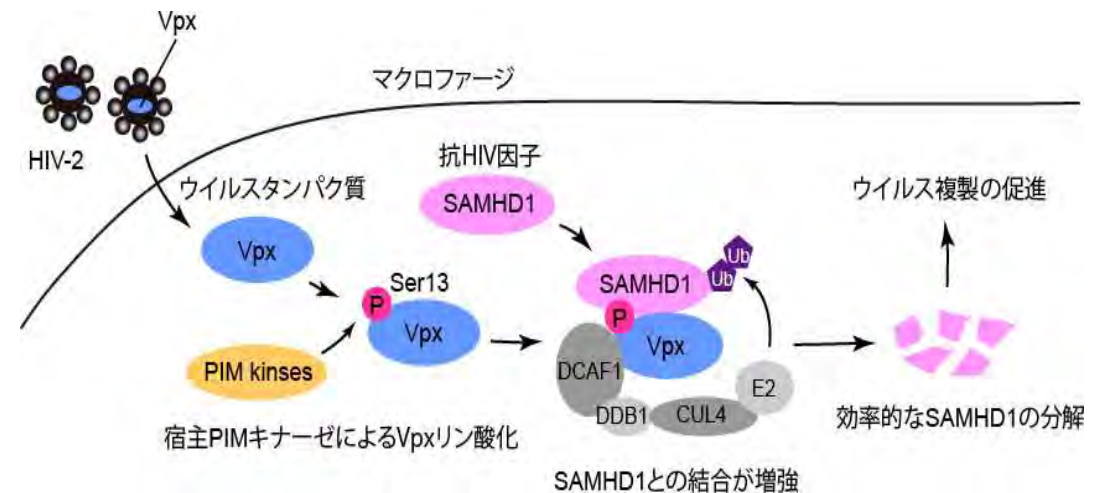 Vpx
マクロファージ
HIV-2
抗HIV因子
ウイルスタンパク質
SAMHD1
ウイルス複製の促進
Vpx
Ser13
P
Vpx
PIM kinses
宿主PIMキナーゼによるVpxリン酸化
SAMHD1
Ub
Ub
P
Vpx
DCAF1
DDB1
CUL4
E2
SAMHD1との結合が増強
効率的なSAMHD1の分解